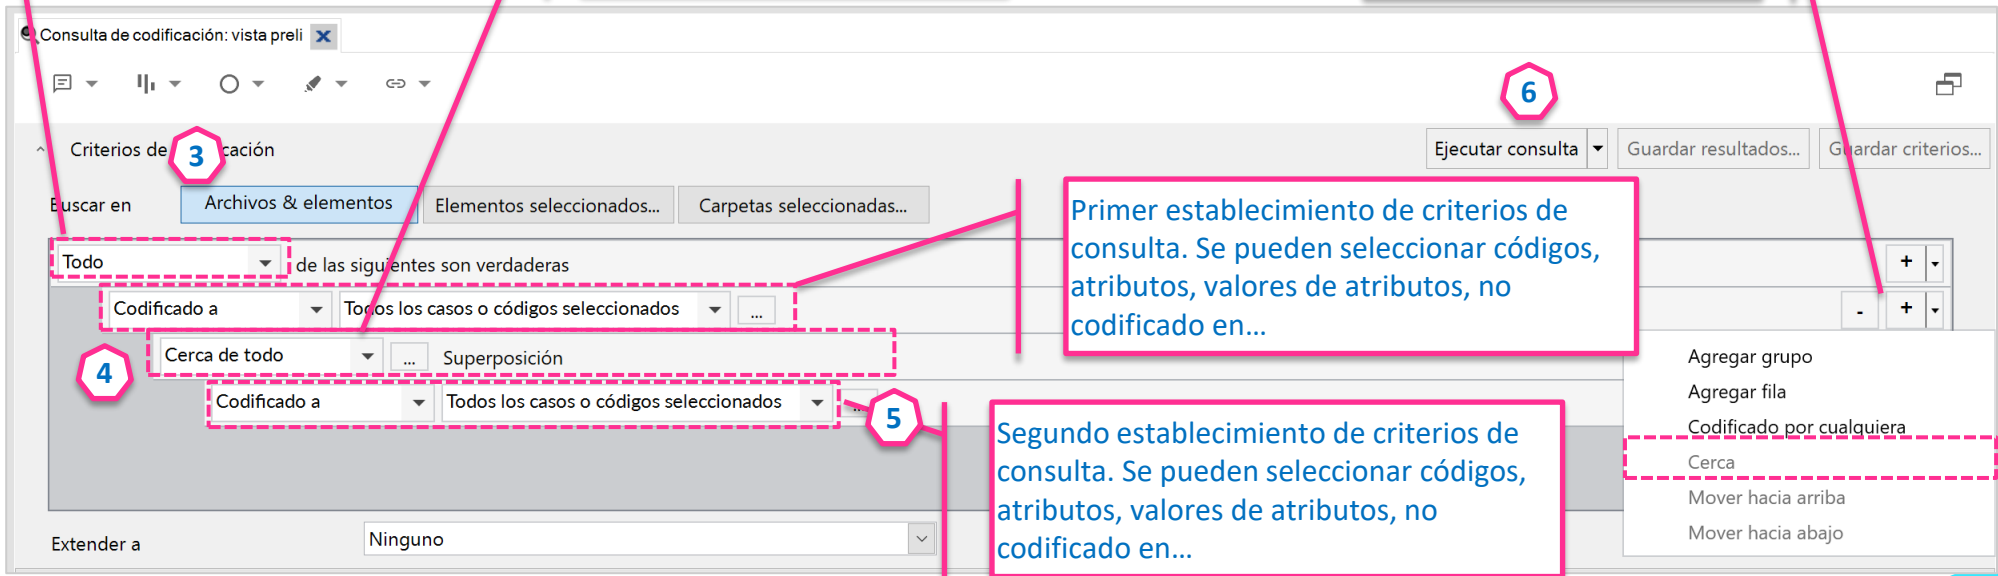 Consulta de codificación: vista preli
6
Criterios de
3
cación
Ejecutar consulta
Guardar resultados...
Guardar criterios...
Buscar en
Archivos & elementos
Elementos seleccionados...
Carpetas seleccionadas...
Primer establecimiento de criterios de
consulta. Se pueden seleccionar códigos,
atributos, valores de atributos, no
codificado en...
Todo
de las siguientes son verdaderas
+
Codificado a
Todos los casos o códigos seleccionados
...
- +
4
Cerca de todo
...
Superposición
Codificado a
Todos los casos o códigos seleccionados
...
5
Segundo establecimiento de criterios de
consulta. Se pueden seleccionar códigos,
atributos, valores de atributos, no
codificado en...
Agregar grupo
Agregar fila
Codificado por cualquiera
Cerca
Mover hacia arriba
Mover hacia abajo
Extender a
Ninguno